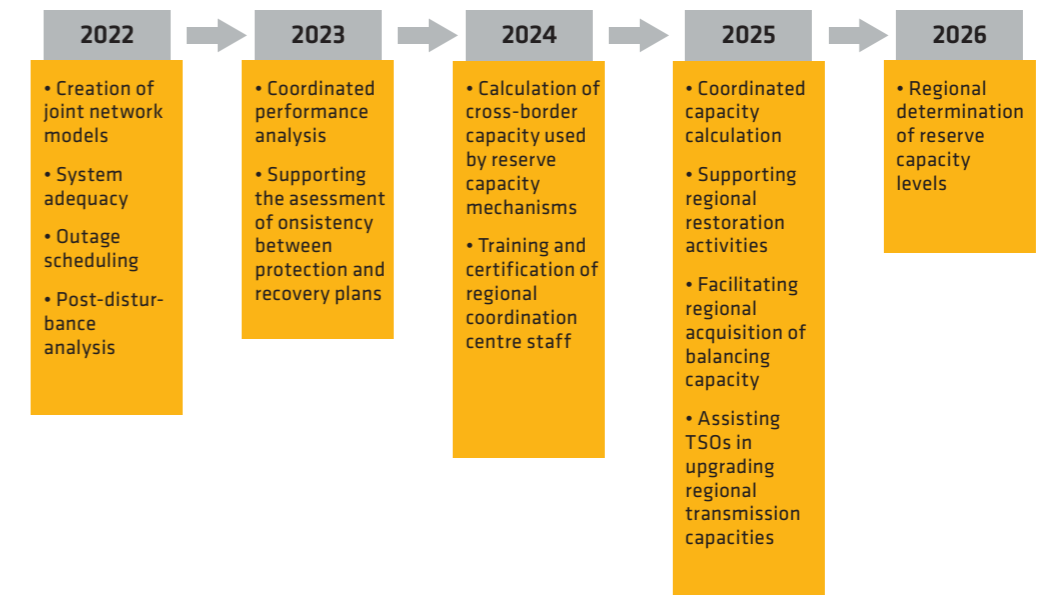 2022
• Creation of
joint network
models
• System
adequacy
• Outage
scheduling
• Post-distur-
bance
analysis
2023
• Coordinated
performance
analysis
• Supporting
the asessment
of onsistency
between
protection and
recovery plans
2024
• Calculation of
cross-border
capacity used
by reserve
capacity
mechanisms
• Training and
certification of
regional
coordination
centre staff
2025
• Coordinated
capacity
calculation
• Supporting
regional
restoration
activities
• Facilitating
regional
acquisition of
balancing
capacity
• Assisting
TSOs in
upgrading
regional
transmission
capacities
2026
• Regional
determination
of reserve
capacity
levels